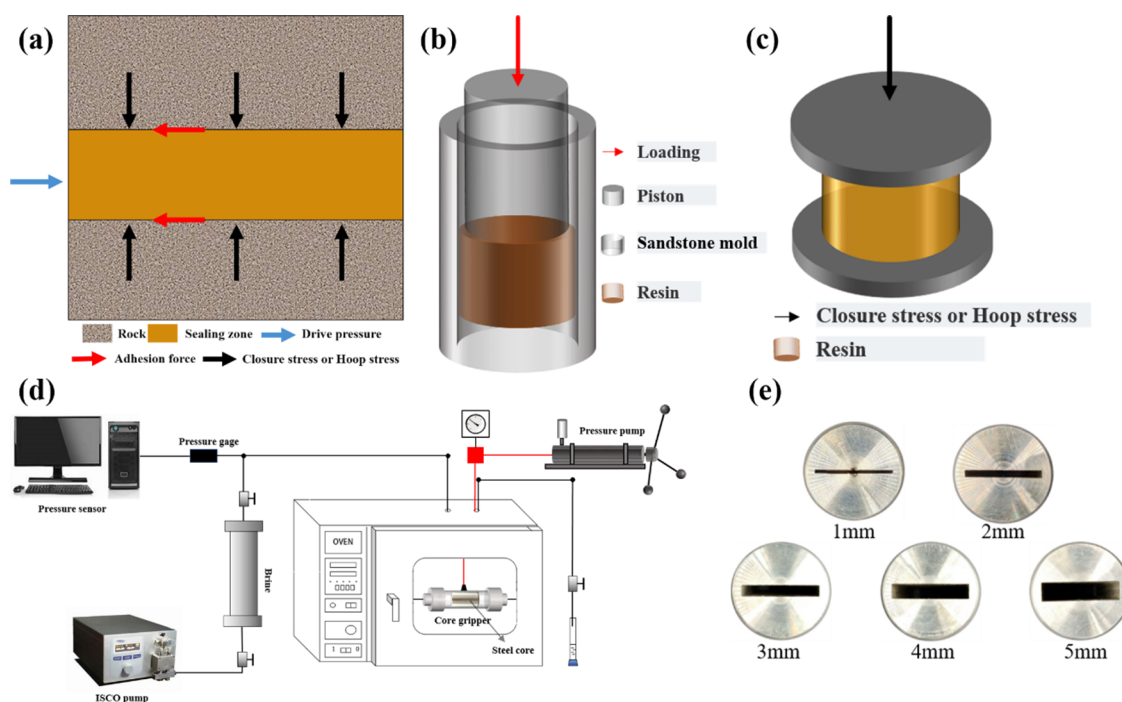 (a)
Rock
Sealing zone
Drive pressure
Adhesion force
Closure stress or Hoop stress
(b)
Loading
Piston
Sandstone mold
Resin
(c)
Closure stress or Hoop stress
Resin
(d)
Pressure gage
Pressure pump
Pressure sensor
Brine
OVEN
Core gripper
Steel core
1 0
ISCO pump
(e)
1mm
2mm
3mm
4mm
5mm